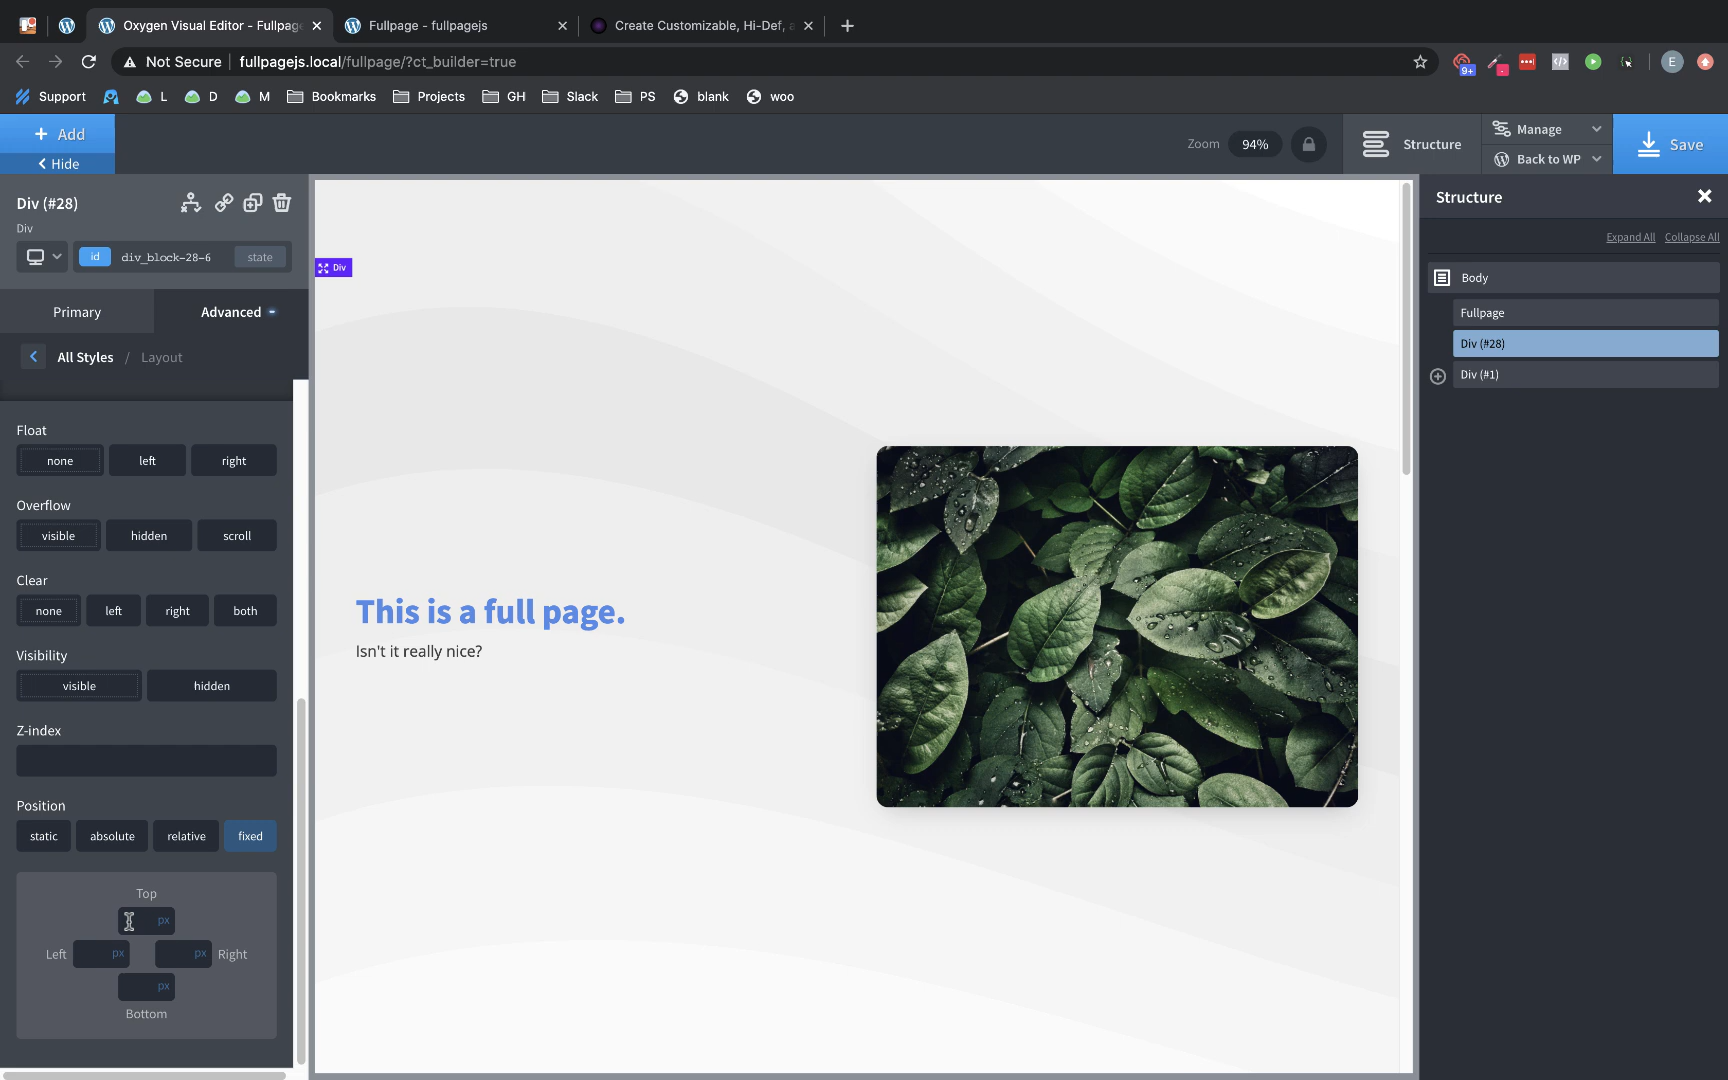 Oxygen Visual Editor - Fullpage
Fullpage - fullpagejs
Create Customizable, Hi-Def, a
Not Secure
fullpagejs.local/fullpage/?ct_builder=true
9+
E
Support
L
D
M
Bookmarks
Projects
GH
Slack
PS
blank
woo
+ Add
Hide
Zoom
94%
Structure
Manage
Back to WP
Save
Div (#28)
Div
id
div_block-28-6
state
Primary
Advanced
All Styles / Layout
Float
none
left
right
Overflow
visible
hidden
scroll
Clear
none
left
right
both
Visibility
visible
hidden
Z-index
Position
static
absolute
relative
fixed
Top
px
Left
px
px
Right
px
Bottom
Div
This is a full page.
Isn't it really nice?
Structure
Expand All
Collapse All
Body
Fullpage
Div (#28)
Div (#1)